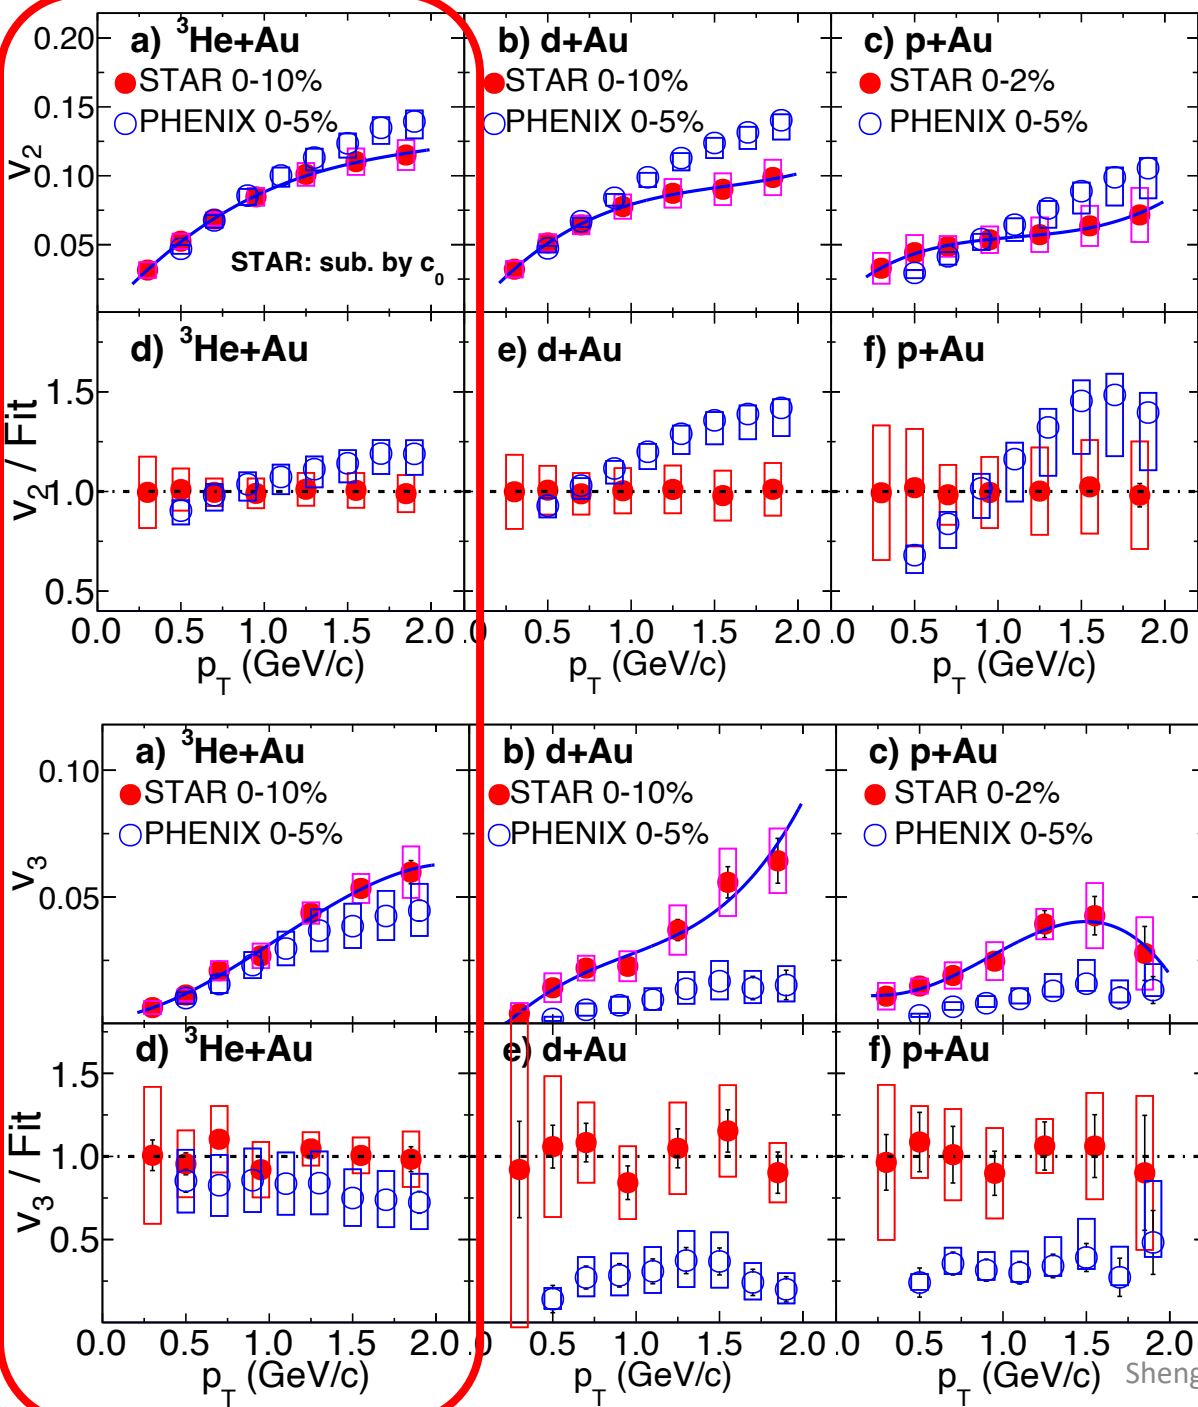 a) ³He+Au
b) d+Au
c) p+Au
STAR 0-10%
STAR 0-10%
STAR 0-2%
PHENIX 0-5%
PHENIX 0-5%
PHENIX 0-5%
STAR: sub. by c₀
v₂
0.20
0.15
0.10
0.05
d) ³He+Au
e) d+Au
f) p+Au
v₂ / Fit
1.5
1.0
0.5
0.0 0.5 1.0 1.5 2.0 .0 0.5 1.0 1.5 2.0 .0 0.5 1.0 1.5 2.0
p_T (GeV/c)
p_T (GeV/c)
p_T (GeV/c)
a) ³He+Au
b) d+Au
c) p+Au
STAR 0-10%
STAR 0-10%
STAR 0-2%
PHENIX 0-5%
PHENIX 0-5%
PHENIX 0-5%
v₃
0.10
0.05
d) ³He+Au
e) d+Au
f) p+Au
v₃ / Fit
1.5
1.0
0.5
0.0 0.5 1.0 1.5 2.0 0.0 0.5 1.0 1.5 2.0 0.0 0.5 1.0 1.5 2.0
p_T (GeV/c)
p_T (GeV/c)
p_T (GeV/c)
Sheng